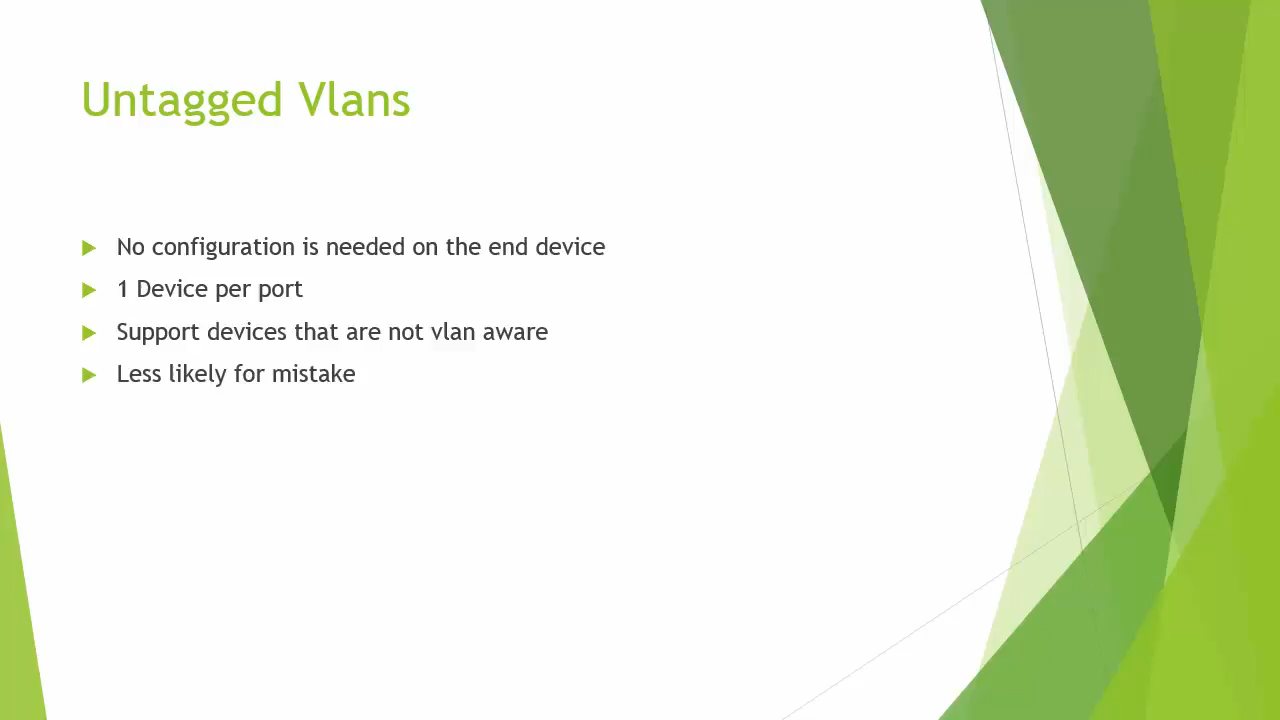 Untagged Vlans
No configuration is needed on the end device
1 Device per port
Support devices that are not vlan aware
Less likely for mistake